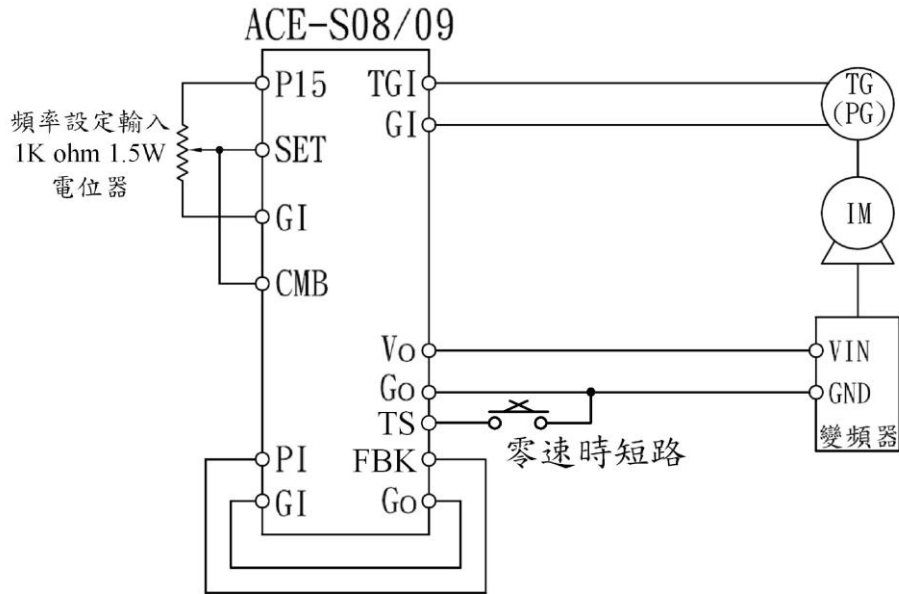 ACE-S08/09
P15
TGI
TG
(PG)
GI
頻率設定輸入
1K ohm 1.5W
電位器
SET
GI
IM
CMB
VO
VIN
GO
GND
TS
零速時短路
變頻器
PI
FBK
GI
GO